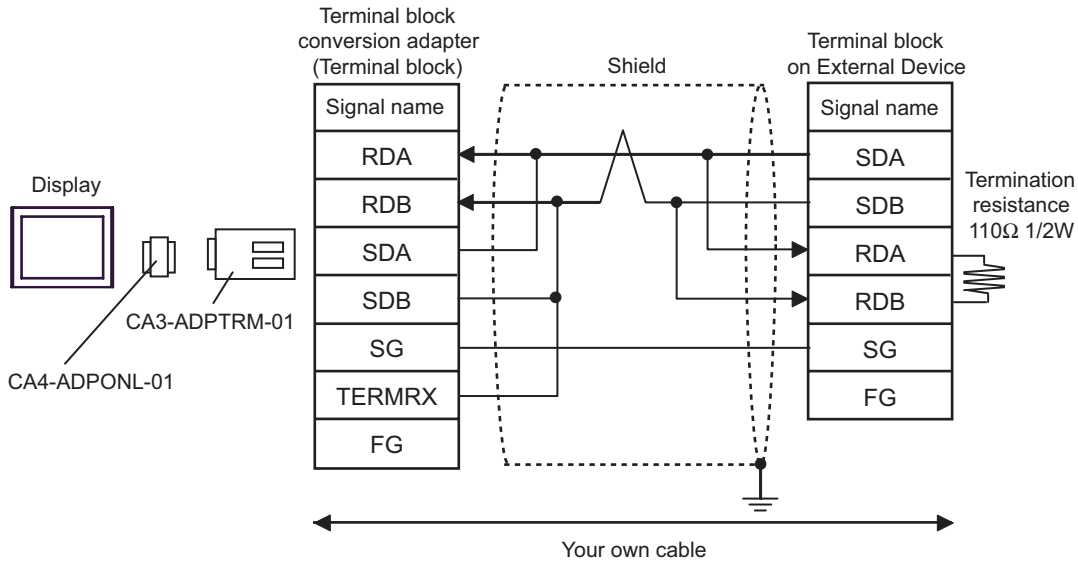 Terminal block
conversion adapter
(Terminal block)
Shield
Terminal block
on External Device
Signal name
RDA
RDB
SDA
SDB
SG
TERMRX
FG
Signal name
SDA
SDB
RDA
RDB
SG
FG
Display
CA3-ADPTRM-01
CA4-ADPONL-01
Termination
resistance
110Ω 1/2W
Your own cable